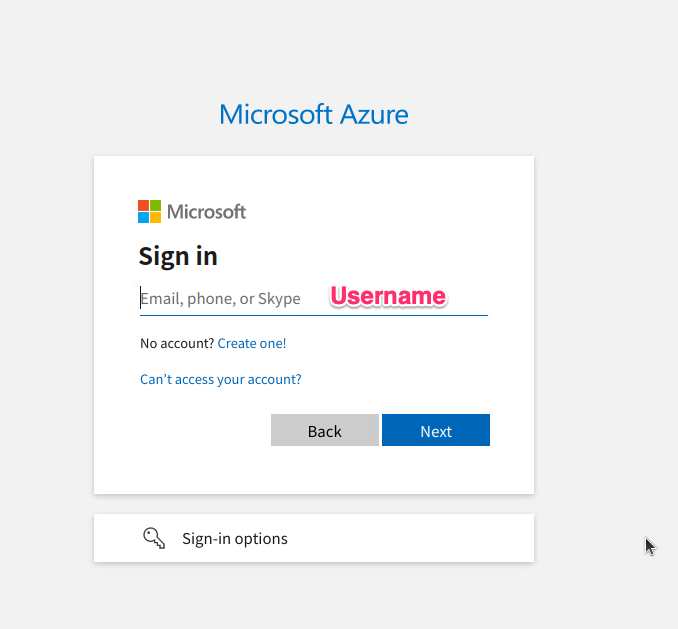 Microsoft Azure
Microsoft
Sign in
Email, phone, or Skype Username
No account? Create one!
Can't access your account?
Back Next
Sign-in options